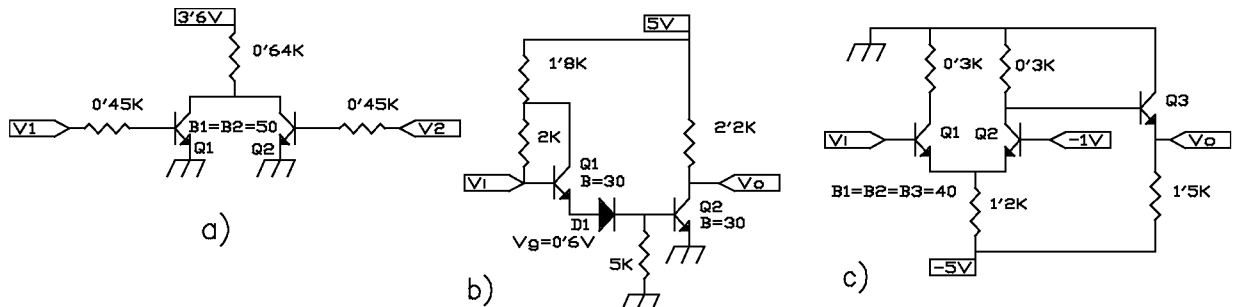 3'6V
0'64K
0'45K
0'45K
V1
B1=B2=50
V2
Q1
Q2
a)
5V
1'8K
2K
2'2K
Q1
B=30
Vi
Vo
D1
Q2
B=30
Vg=0'6V
5K
b)
0'3K
0'3K
Q3
Vi
Q1
Q2
-1V
Vo
B1=B2=B3=40
1'2K
1'5K
-5V
c)